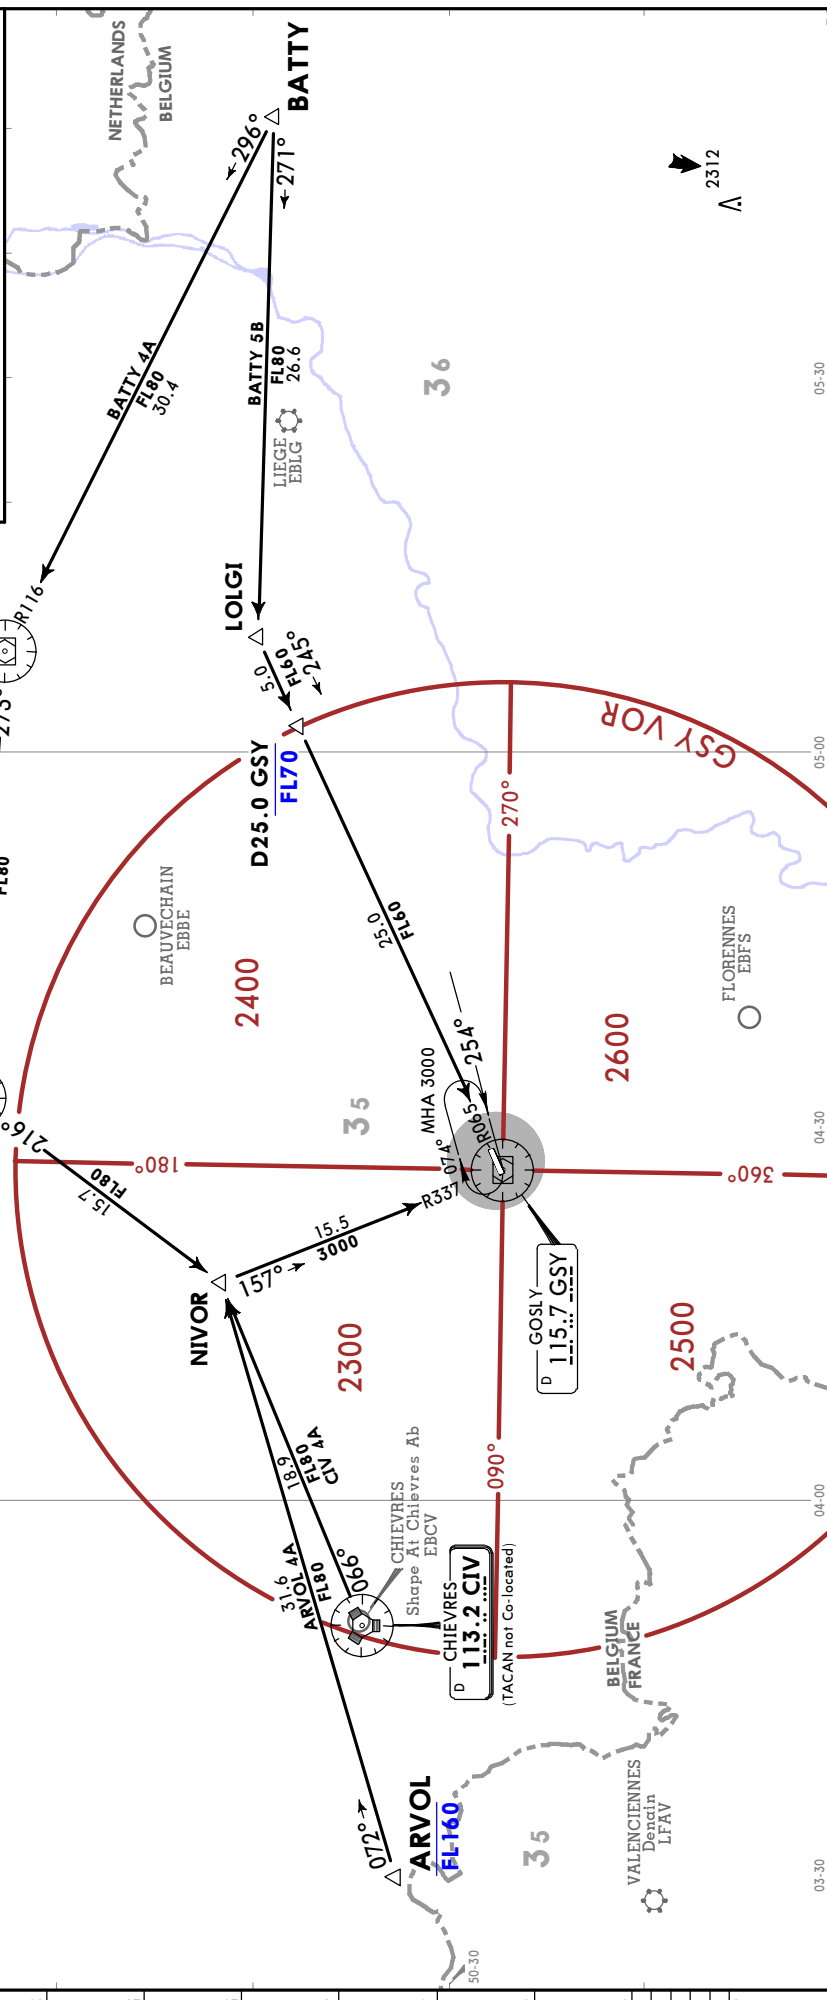 NETHERLANDS
BELGIUM
BATTY
296°
271°
2312
BATTY 4A
FL80
30.4
BATTY 5B
FL80
26.6
LIEGE
EBLG
36
05-30
R116
LOLGI
5.0
FL60
245°
273°
D25.0 GSY
FL70
GSY VOR
05-00
270°
FL80
BEAUVECHAIN
EBBE
25.0
FL60
FLORENNES
EBFS
2400
2600
35
MHA 3000
254°
074°
R065
R337
04-30
216°
15.7
FL80
180°
360°
15.5
3000
157°
NIVOR
GOSLY
D
115.7 GSY
2300
2500
090°
18.9
FL80
CIV 4A
31.6
ARVOL 4A
FL80
066°
CHIEVRES
Shape At Chievres Ab
EBCV
04-00
CHIEVRES
D
113.2 CIV
(TACAN not Co-located)
BELGIUM
FRANCE
072°
ARVOL
FL160
35
VALENCIENNES
Denain
LFAV
03-30
50-30